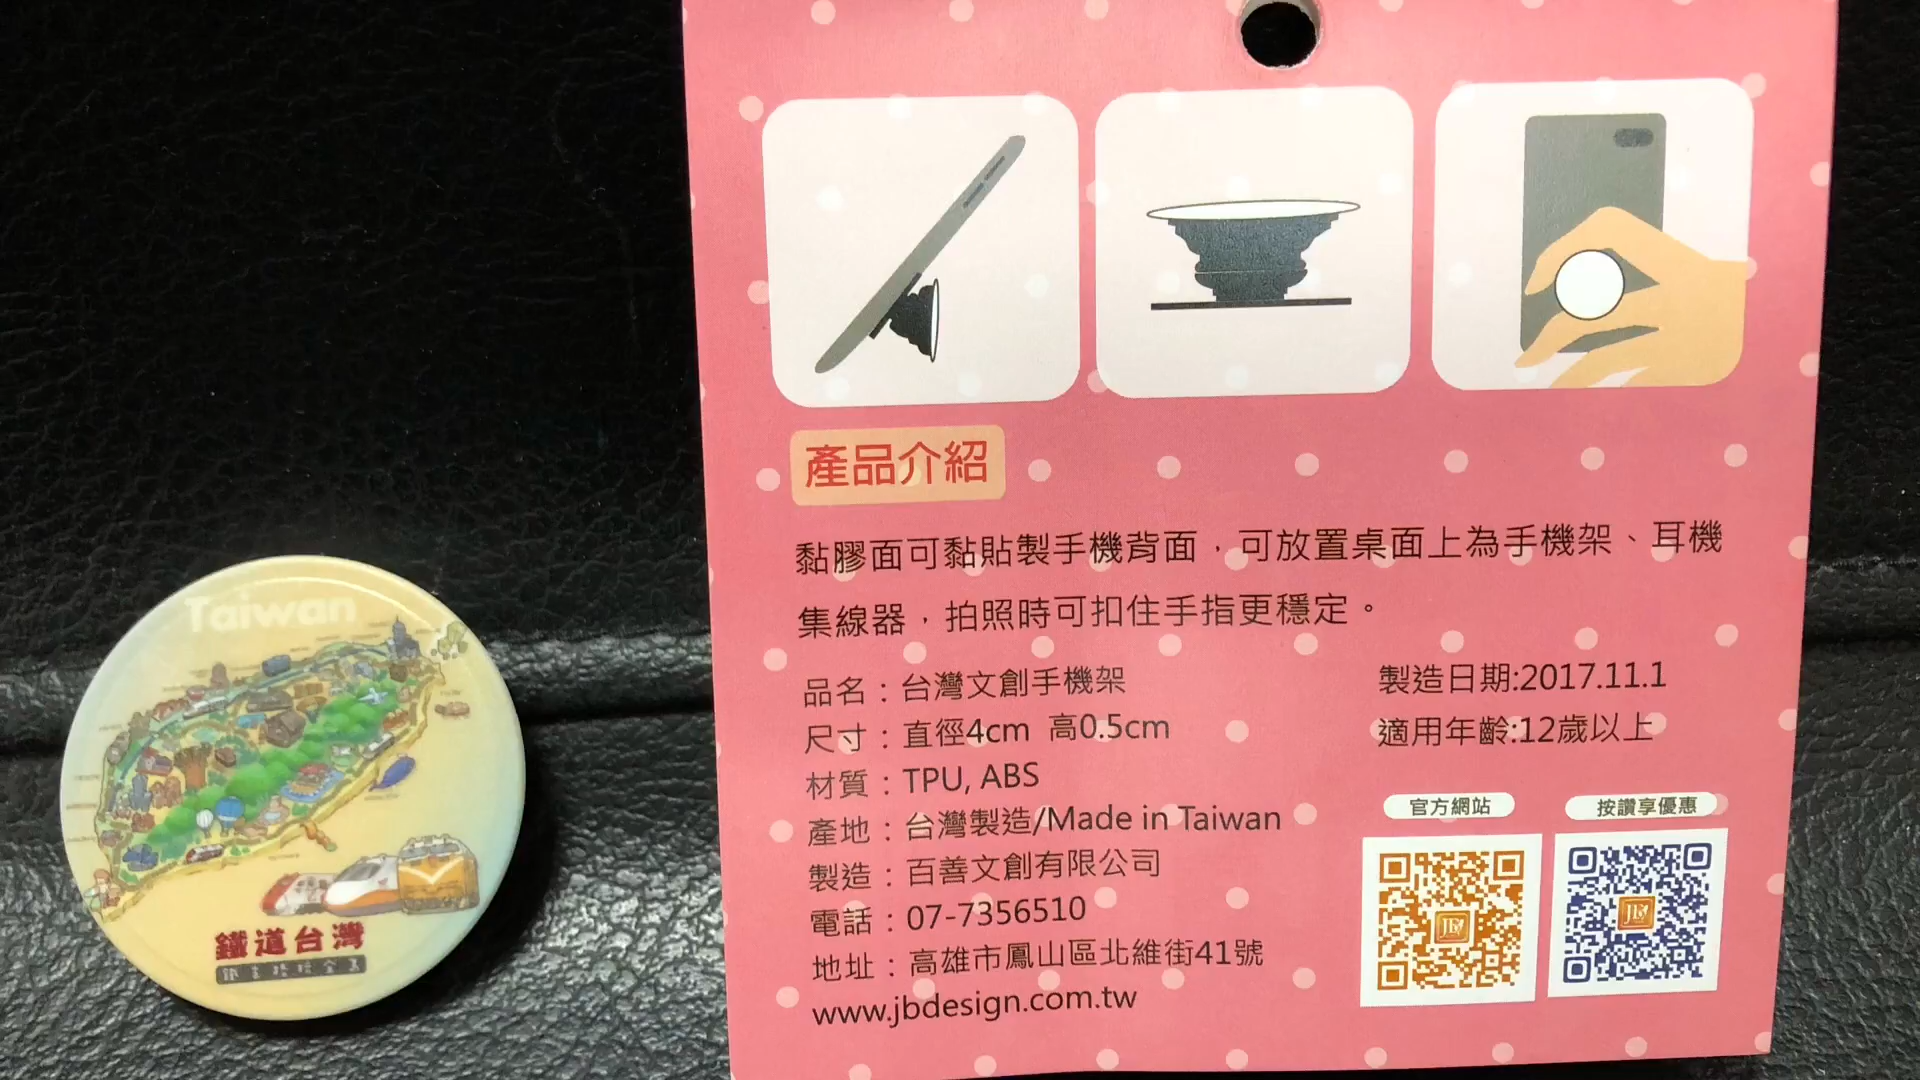 Taiwan
鐵道台灣
產品介紹
黏膠面可黏貼製手機背面，可放置桌面上為手機架、耳機
集線器，拍照時可扣住手指更穩定。
品名：台灣文創手機架
尺寸：直徑4cm 高0.5cm
材質：TPU, ABS
產地：台灣製造/Made in Taiwan
製造：百善文創有限公司
電話：07-7356510
地址：高雄市鳳山區北維街41號
www.jbdesign.com.tw
製造日期:2017.11.1
適用年齡:12歲以上
官方網站
按讚享優惠